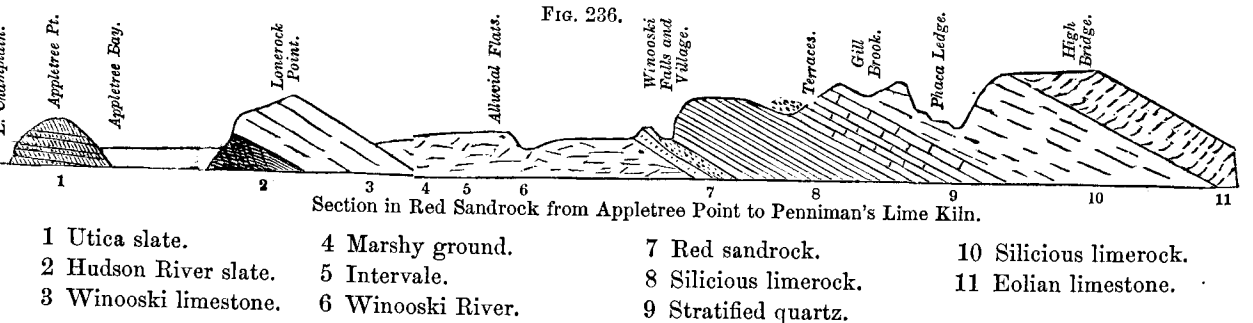 FIG. 236.
Champlain.
Appletree Pt.
Appletree Bay.
Lonerock
Point.
Alluvial Flats.
Winooski
Falls and
Village.
Terraces.
Gill
Brook.
Phaca Ledge.
High
Bridge.
1 2 3 4 5 6 7 8 9 10 11
Section in Red Sandrock from Appletree Point to Penniman's Lime Kiln.
1 Utica slate.
2 Hudson River slate.
3 Winooski limestone.
4 Marshy ground.
5 Intervale.
6 Winooski River.
7 Red sandrock.
8 Silicious limerock.
9 Stratified quartz.
10 Silicious limerock.
11 Eolian limestone.